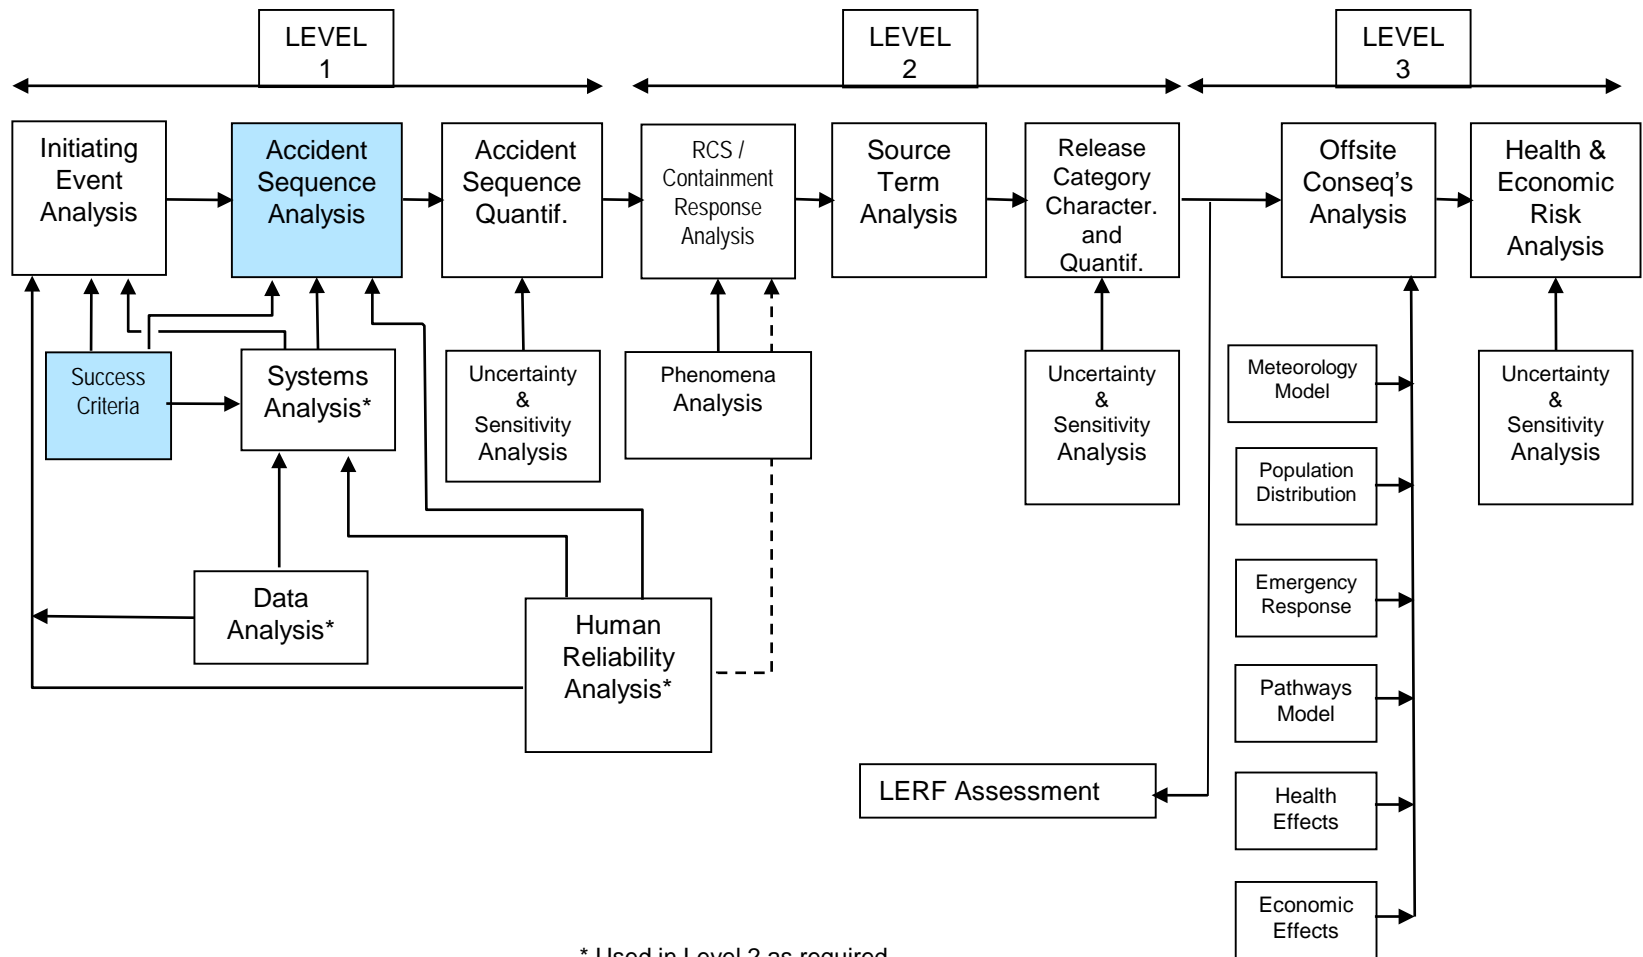 LEVEL
1
LEVEL
2
LEVEL
3
Initiating
Event
Analysis
Accident
Sequence
Analysis
Accident
Sequence
Quantif.
RCS /
Containment
Response
Analysis
Source
Term
Analysis
Release
Category
Character.
and
Quantif.
Offsite
Conseq's
Analysis
Health &
Economic
Risk
Analysis
Success
Criteria
Systems
Analysis*
Uncertainty
&
Sensitivity
Analysis
Phenomena
Analysis
Uncertainty
&
Sensitivity
Analysis
Meteorology
Model
Uncertainty
&
Sensitivity
Analysis
Population
Distribution
Data
Analysis*
Human
Reliability
Analysis*
Emergency
Response
Pathways
Model
LERF Assessment
Health
Effects
Economic
Effects
* Used in Level 2 as required